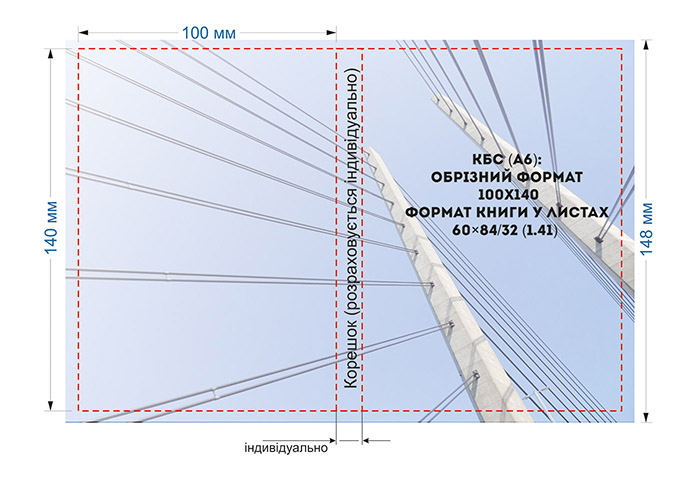 100 мм
140 мм
Корешок (розраховується індивідуально)
КБС (А6):
ОБРІЗНИЙ ФОРМАТ
100Х140
ФОРМАТ КНИГИ У ЛИСТАХ
60×84/32 (1.41)
148 мм
індивідуально